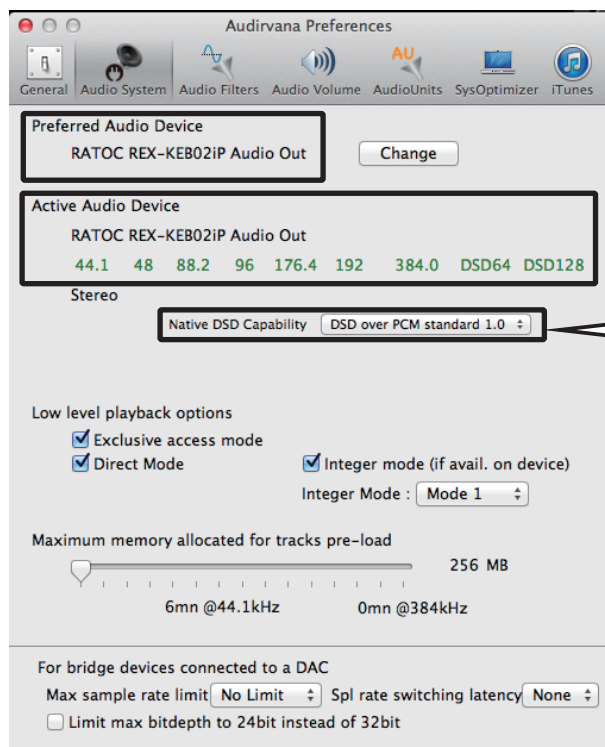 Audirvana Preferences
AU
General Audio System Audio Filters Audio Volume AudioUnits SysOptimizer iTunes
Preferred Audio Device
RATOC REX-KEB02iP Audio Out Change
Active Audio Device
RATOC REX-KEB02iP Audio Out
44.1 48 88.2 96 176.4 192 384.0 DSD64 DSD128
Stereo
Native DSD Capability DSD over PCM standard 1.0
Low level playback options
Exclusive access mode
Direct Mode Integer mode (if avail. on device)
Integer Mode : Mode 1
Maximum memory allocated for tracks pre-load
256 MB
6mn @44.1kHz 0mn @384kHz
For bridge devices connected to a DAC
Max sample rate limit No Limit Spl rate switching latency None
Limit max bitdepth to 24bit instead of 32bit